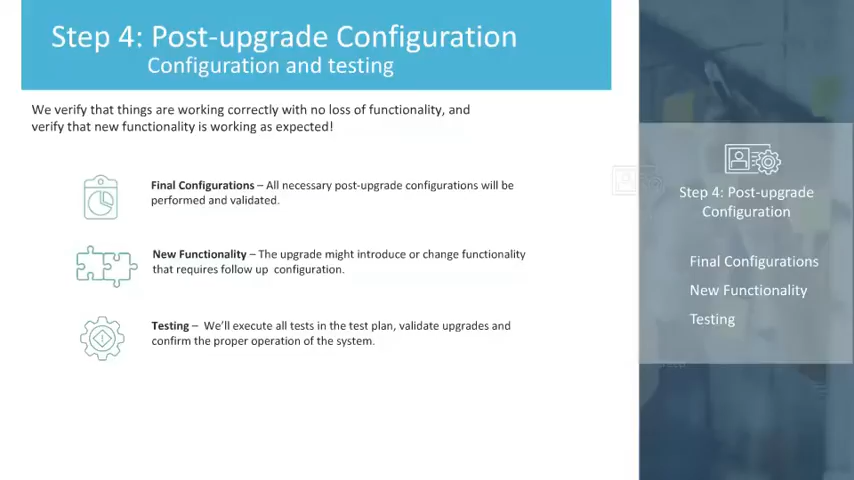 Step 4: Post-upgrade Configuration
Configuration and testing
We verify that things are working correctly with no loss of functionality, and
verify that new functionality is working as expected!
Final Configurations – All necessary post-upgrade configurations will be
performed and validated.
New Functionality – The upgrade might introduce or change functionality
that requires follow up  configuration.
Testing –  We’ll execute all tests in the test plan, validate upgrades and
confirm the proper operation of the system.
Step 4: Post-upgrade
Configuration
Final Configurations
New Functionality
Testing